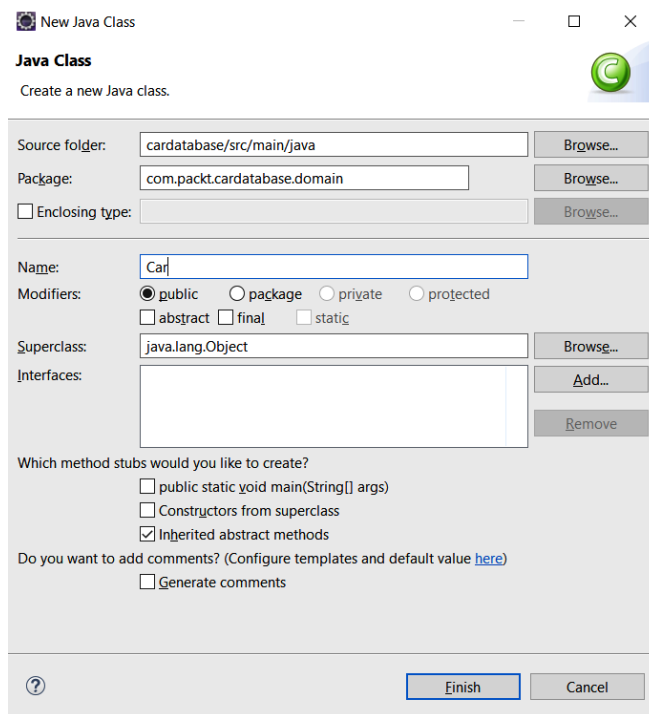 New Java Class
Java Class
Create a new Java class.
Source folder: cardatabase/src/main/java Browse...
Package: com.packt.cardatabase.domain Browse...
Enclosing type: Browse...
Name: Car
Modifiers: public package private protected
abstract final static
Superclass: java.lang.Object Browse...
Interfaces: Add...
Remove
Which method stubs would you like to create?
public static void main(String[] args)
Constructors from superclass
Inherited abstract methods
Do you want to add comments? (Configure templates and default value here)
Generate comments
? Finish Cancel